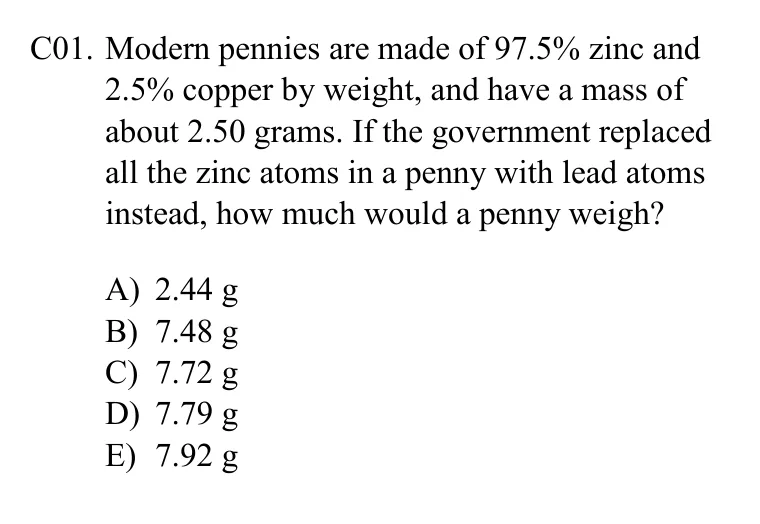 C01. Modern pennies are made of 97.5% zinc and
2.5% copper by weight, and have a mass of
about 2.50 grams. If the government replaced
all the zinc atoms in a penny with lead atoms
instead, how much would a penny weigh?
A) 2.44 g
B) 7.48 g
C) 7.72 g
D) 7.79 g
E) 7.92 g